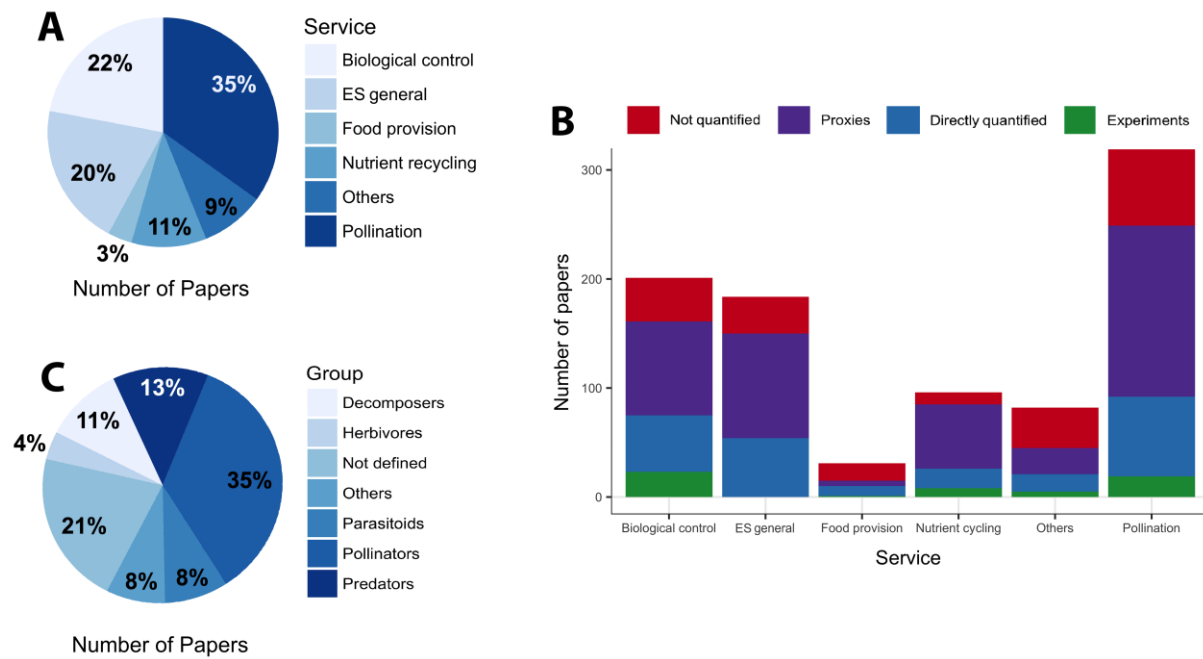 A
Service
22%
35%
20%
3%
11%
9%
Biological control
ES general
Food provision
Nutrient recycling
Others
Pollination
Number of Papers
B
Not quantified
Proxies
Directly quantified
Experiments
Number of papers
300
200
100
0
Biological control
ES general
Food provision
Nutrient cycling
Others
Pollination
Service
C
Group
13%
11%
4%
35%
21%
8%
8%
Decomposers
Herbivores
Not defined
Others
Parasitoids
Pollinators
Predators
Number of Papers